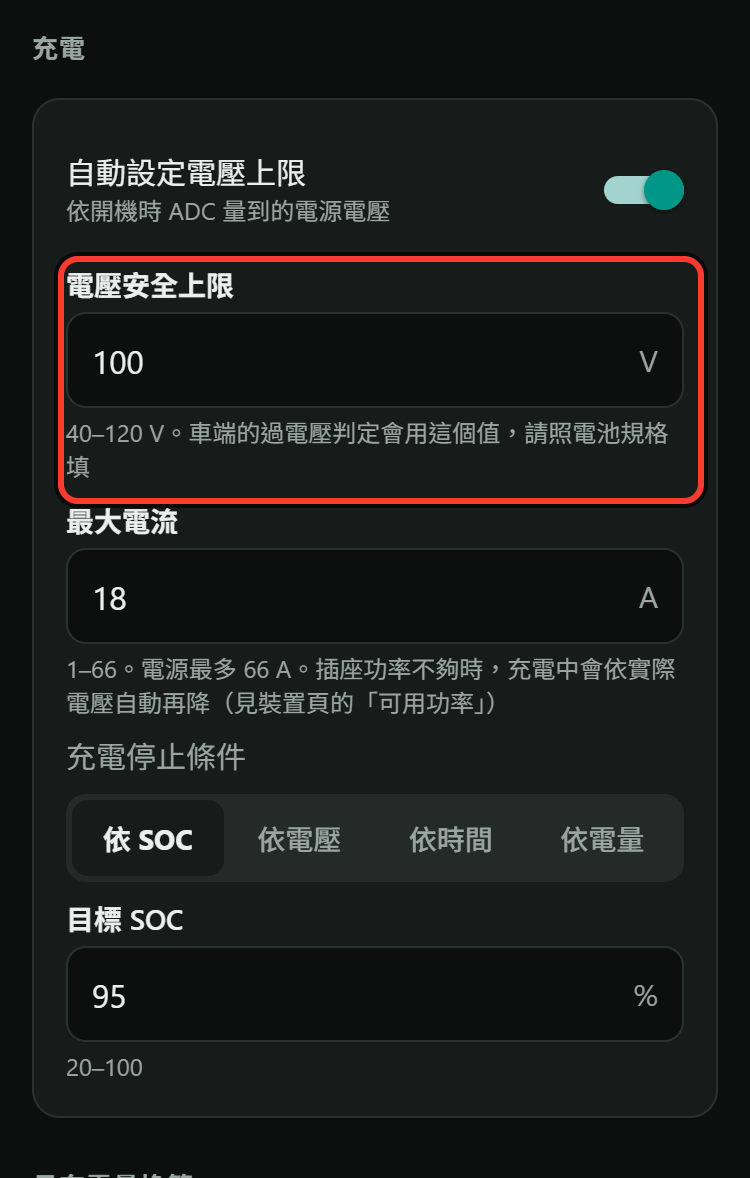 充電
自動設定電壓上限
依開機時 ADC 量到的電源電壓
電壓安全上限
100 V
40–120 V。車端的過電壓判定會用這個值，請照電池規格
填
最大電流
18 A
1–66。電源最多 66 A。插座功率不夠時，充電中會依實際
電壓自動再降（見裝置頁的「可用功率」）
充電停止條件
依 SOC 依電壓 依時間 依電量
目標 SOC
95 %
20–100